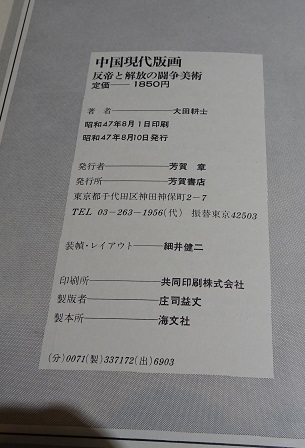 中国現代版画
反帝と解放の闘争美術
定価──1850円
著者────────大田耕士
昭和47年8月1日印刷
昭和47年8月10日発行
発行者────────芳賀 章
発行所────────芳賀書店
東京都千代田区神田神保町2-7
TEL 03-263-1956(代) 振替東京42503
装幀・レイアウト────細井健二
印刷所────────共同印刷株式会社
製版者────────庄司益丈
製本所────────海文社
(分)0071(製)337172(出)6903